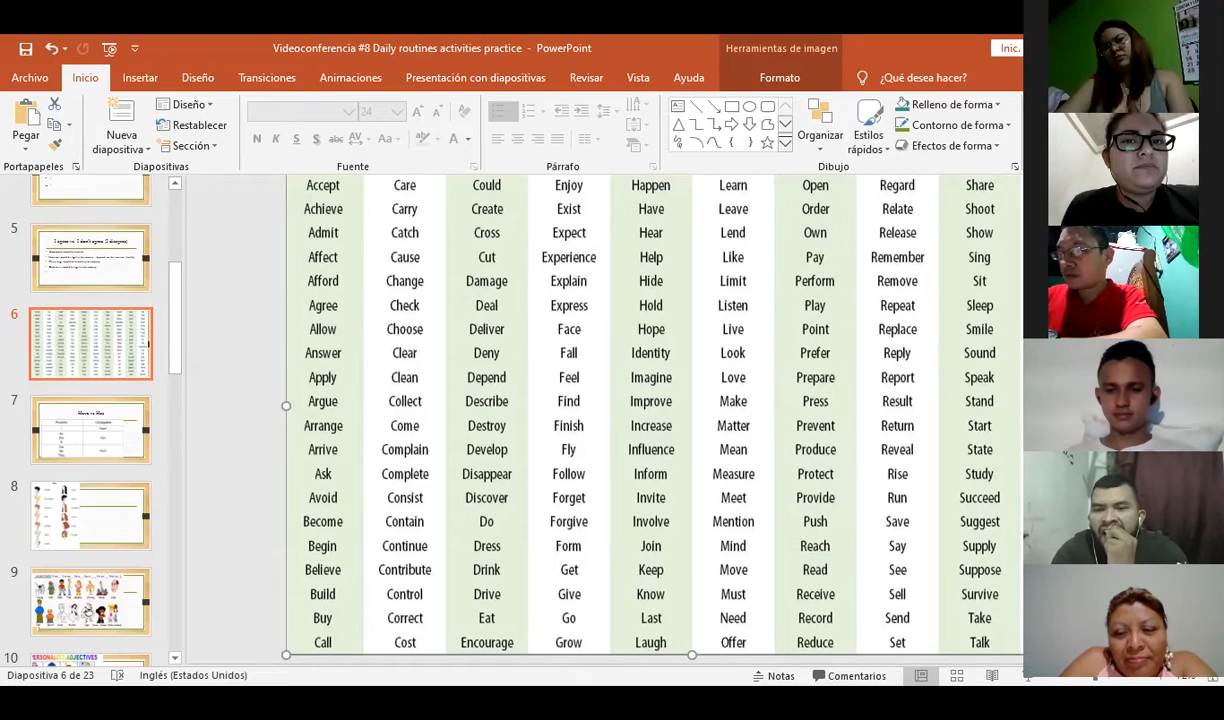 Videoconferencia #8 Daily routines activities practice - PowerPoint
Herramientas de imagen
Inic.
Archivo Inicio Insertar Diseño Transiciones Animaciones Presentación con diapositivas Revisar Vista Ayuda Formato ¿Qué desea hacer?
Pegar
Nueva diapositiva
Diseño
Restablecer
Sección
24
N K S S abc AV Aa A
Organizar
Estilos rápidos
Relleno de forma
Contorno de forma
Efectos de forma
Portapapeles Diapositivas Fuente Párrafo Dibujo
5
6
7
Have vs Has
8
9
10
PERSONALITY ADJECTIVES
Accept Care Could Enjoy Happen Learn Open Regard Share
Achieve Carry Create Exist Have Leave Order Relate Shoot
Admit Catch Cross Expect Hear Lend Own Release Show
Affect Cause Cut Experience Help Like Pay Remember Sing
Afford Change Damage Explain Hide Limit Perform Remove Sit
Agree Check Deal Express Hold Listen Play Repeat Sleep
Allow Choose Deliver Face Hope Live Point Replace Smile
Answer Clear Deny Fall Identity Look Prefer Reply Sound
Apply Clean Depend Feel Imagine Love Prepare Report Speak
Argue Collect Describe Find Improve Make Press Result Stand
Arrange Come Destroy Finish Increase Matter Prevent Return Start
Arrive Complain Develop Fly Influence Mean Produce Reveal State
Ask Complete Disappear Follow Inform Measure Protect Rise Study
Avoid Consist Discover Forget Invite Meet Provide Run Succeed
Become Contain Do Forgive Involve Mention Push Save Suggest
Begin Continue Dress Form Join Mind Reach Say Supply
Believe Contribute Drink Get Keep Move Read See Suppose
Build Control Drive Give Know Must Receive Sell Survive
Buy Correct Eat Go Last Need Record Send Take
Call Cost Encourage Grow Laugh Offer Reduce Set Talk
Diapositiva 6 de 23 Inglés (Estados Unidos) Notas Comentarios